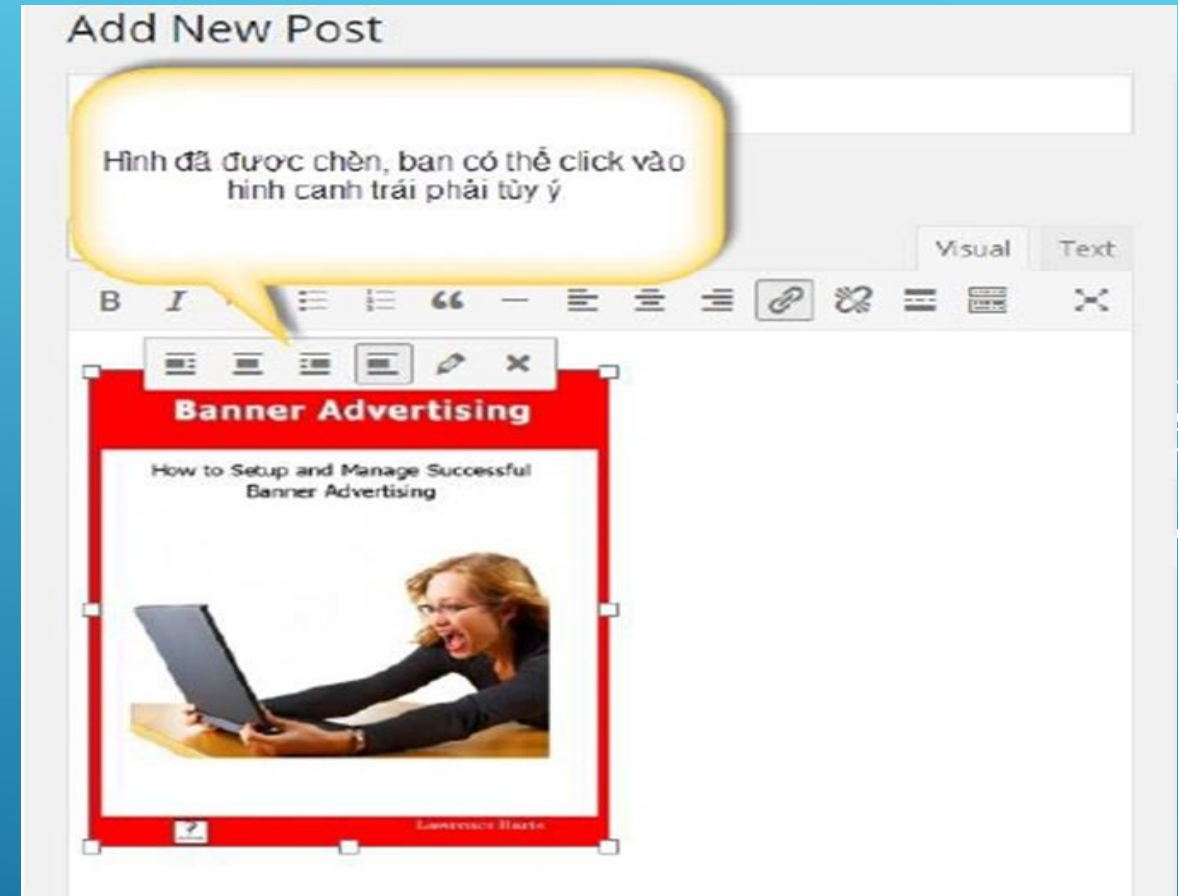 Add New Post
Hình đã được chèn, bạn có thể click vào
hình canh trái phải tùy ý
Visual Text
B I
Banner Advertising
How to Setup and Manage Successful
Banner Advertising